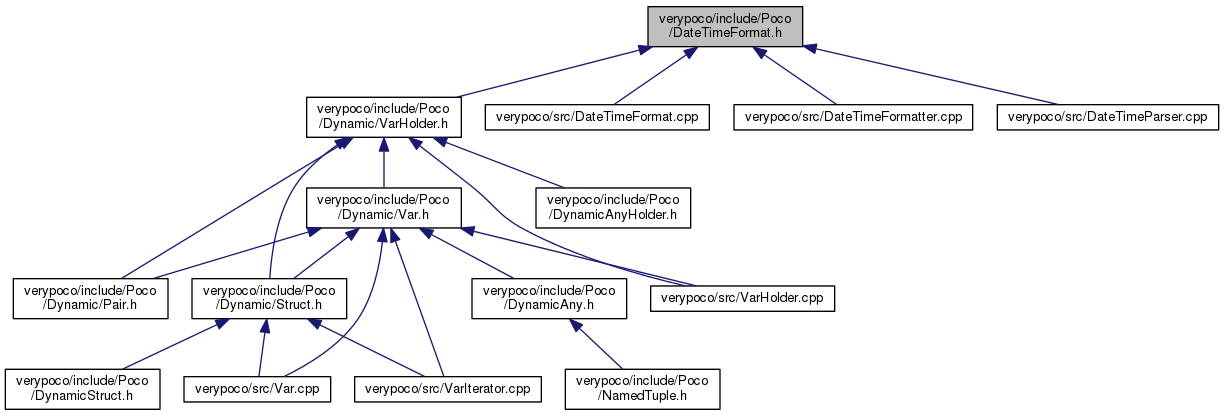 verypoco/include/Poco
/DateTimeFormat.h
verypoco/include/Poco
/Dynamic/VarHolder.h
verypoco/src/DateTimeFormat.cpp
verypoco/src/DateTimeFormatter.cpp
verypoco/src/DateTimeParser.cpp
verypoco/include/Poco
/Dynamic/Var.h
verypoco/include/Poco
/DynamicAnyHolder.h
verypoco/include/Poco
/Dynamic/Pair.h
verypoco/include/Poco
/Dynamic/Struct.h
verypoco/include/Poco
/DynamicAny.h
verypoco/src/VarHolder.cpp
verypoco/include/Poco
/DynamicStruct.h
verypoco/src/Var.cpp
verypoco/src/VarIterator.cpp
verypoco/include/Poco
/NamedTuple.h